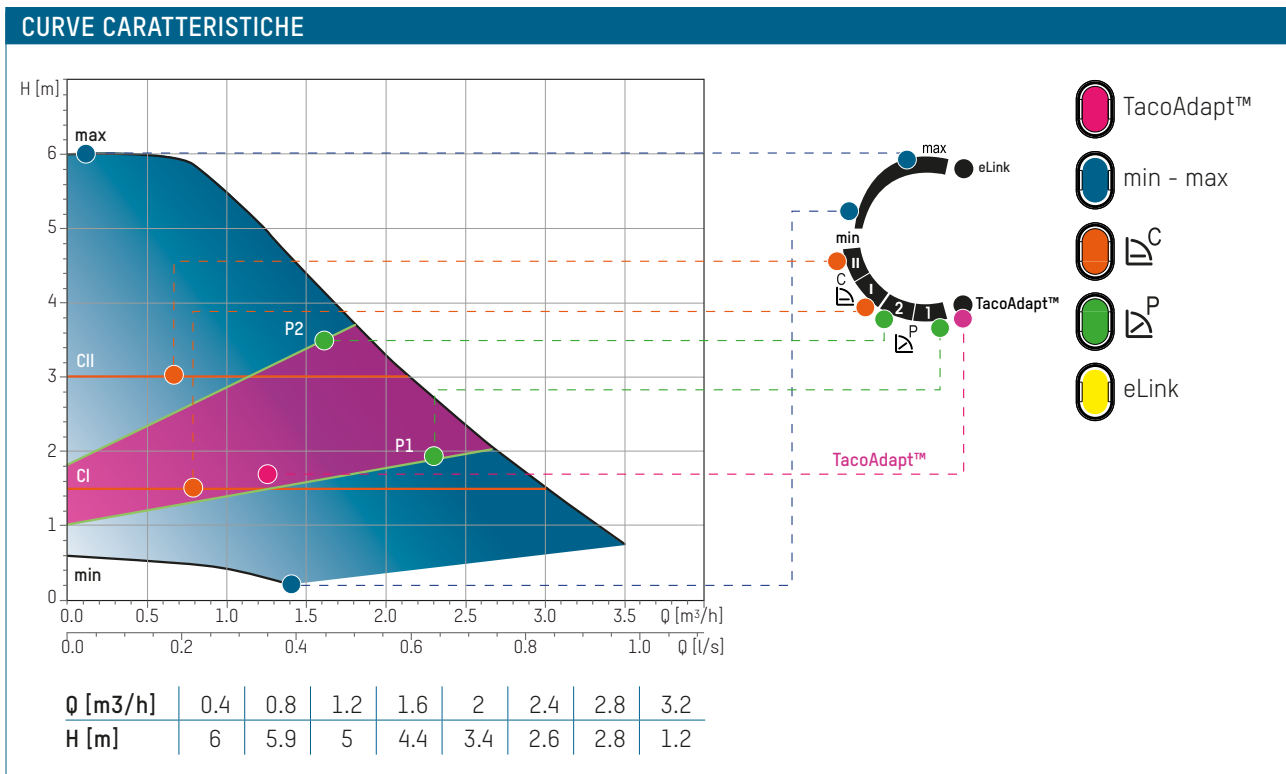 CURVE CARATTERISTICHE
H [m]
max
6
5
4
3
2
1
0
P2
CII
P1
CI
min
0.0 0.5 1.0 1.5 2.0 2.5 3.0 3.5 Q [m³/h]
0.0 0.2 0.4 0.6 0.8 1.0 Q [l/s]
max
eLink
min
II
I
2
1
C
P
TacoAdapt™
TacoAdapt™
TacoAdapt™
min - max
C
P
eLink
Q [m3/h] 0.4 0.8 1.2 1.6 2 2.4 2.8 3.2
H [m] 6 5.9 5 4.4 3.4 2.6 2.8 1.2